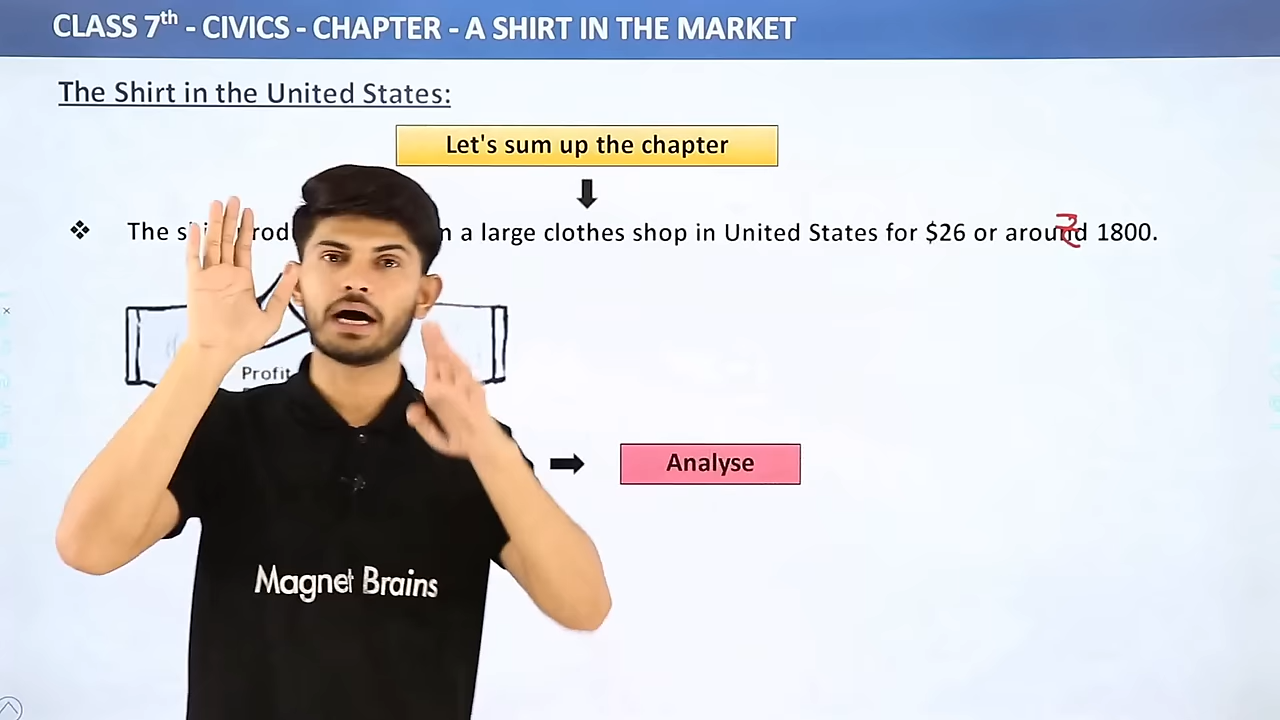 CLASS 7th - CIVICS - CHAPTER - A SHIRT IN THE MARKET
The Shirt in the United States:
Let's sum up the chapter
❖ The a large clothes shop in United States for $26 or around 1800.
₹
Profit
Analyse
Magnet Brains